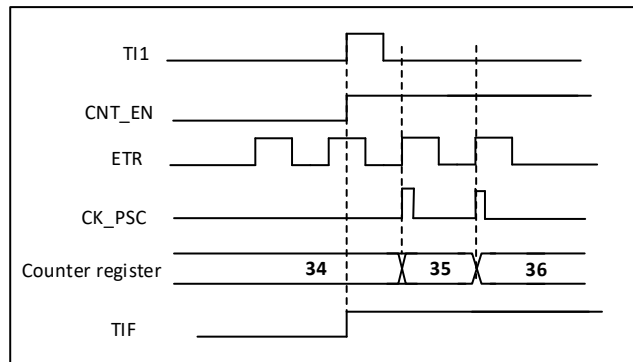 TI1
CNT_EN
ETR
CK_PSC
Counter register 34 35 36
TIF